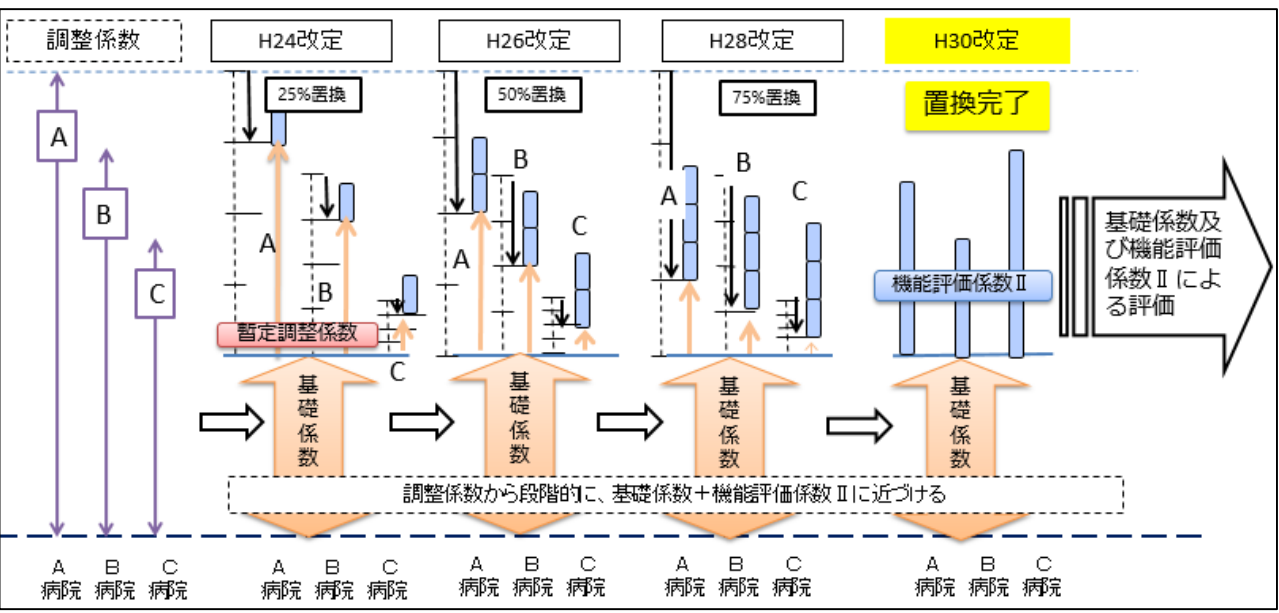 調整係数
H24改定
H26改定
H28改定
H30改定
25%置換
50%置換
75%置換
置換完了
A
B
C
A
B
C
暫定調整係数
A
B
C
A
B
C
機能評価係数Ⅱ
基礎係数及
び機能評価
係数Ⅱによ
る評価
基礎係数
基礎係数
基礎係数
基礎係数
調整係数から段階的に、基礎係数＋機能評価係数Ⅱに近づける
A
病院
B
病院
C
病院
A
病院
B
病院
C
病院
A
病院
B
病院
C
病院
A
病院
B
病院
C
病院
A
病院
B
病院
C
病院